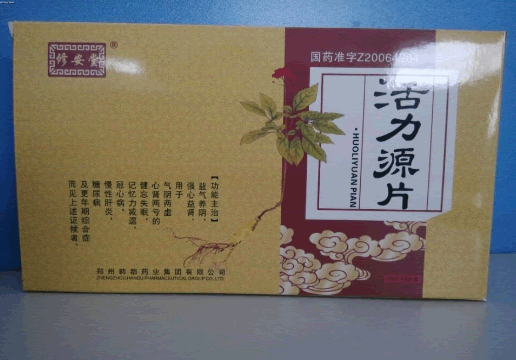 修安堂
®
国药准字Z2006
活力源片
·HUOLIYUAN PIAN
【功能主治】
益气养阴，
强心益肾。
用于
气阴两虚，
心肾两亏的
健忘失眠，
记忆力减退，
冠心病，
慢性肝炎，
糖尿病
及更年期综合症
而见上述证候者。
郑州韩都药业集团有限公司
ZHENGZHOU HANDU PHARMACEUTICAL GROUP CO.,LTD.